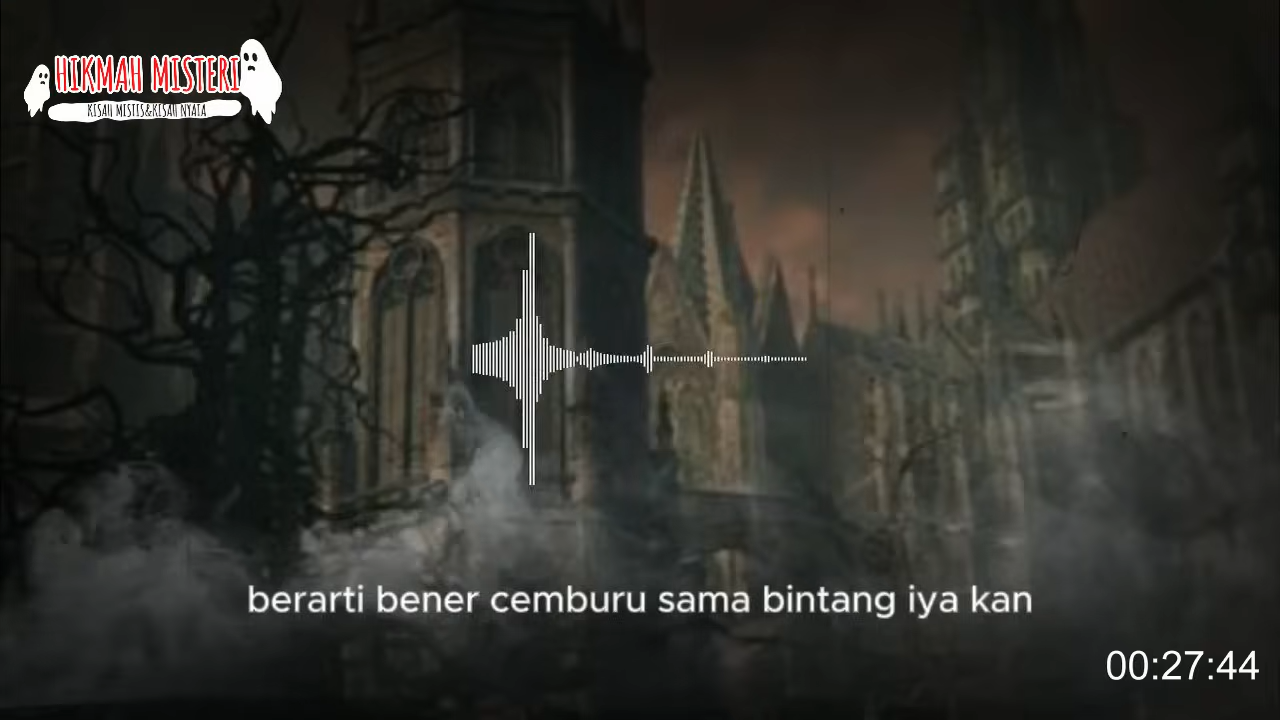 HIKMAH MISTERI
KISAH MISTIS&KISAH NYATA
berarti bener cemburu sama bintang iya kan
00:27:44